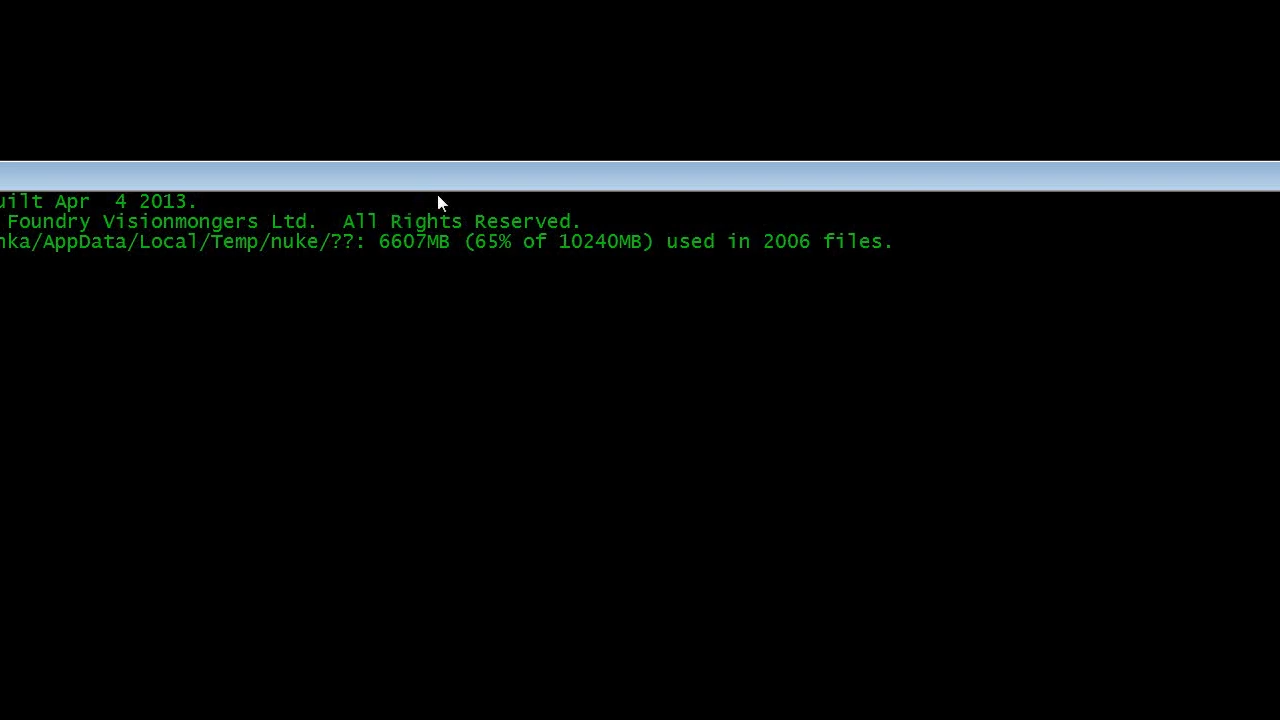 uilt Apr  4 2013.
Foundry Visionmongers Ltd.  All Rights Reserved.
nka/AppData/Local/Temp/nuke/??: 6607MB (65% of 10240MB) used in 2006 files.